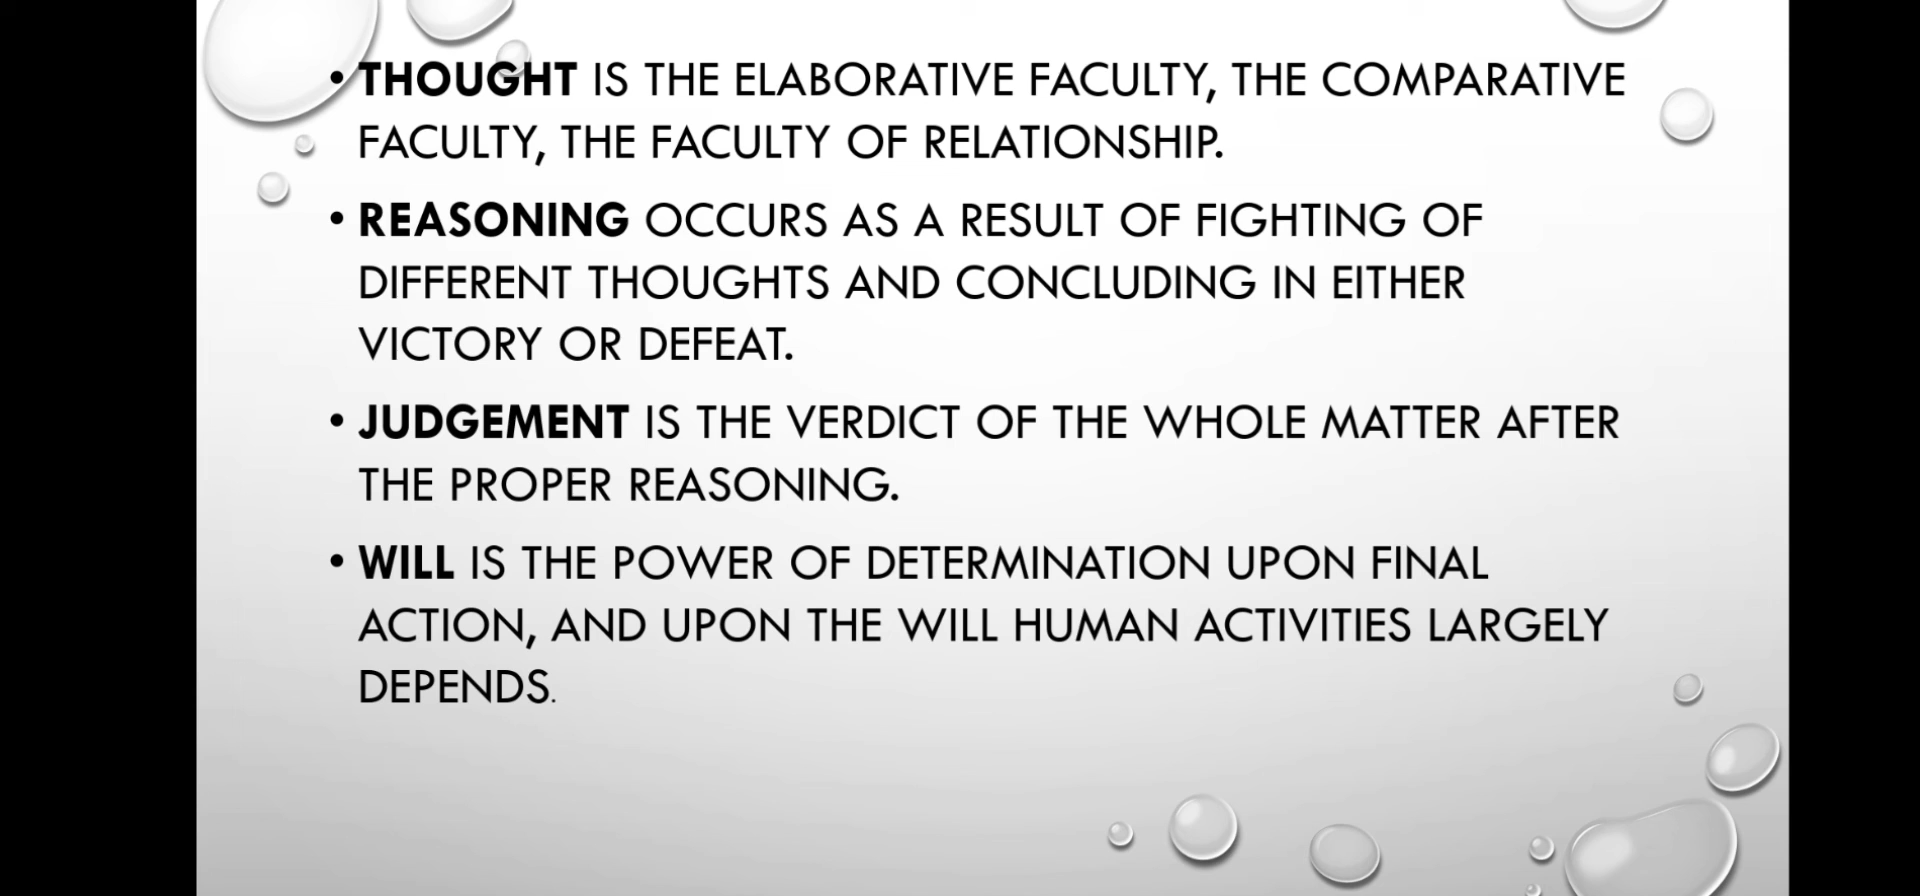 • THOUGHT IS THE ELABORATIVE FACULTY, THE COMPARATIVE
FACULTY, THE FACULTY OF RELATIONSHIP.
• REASONING OCCURS AS A RESULT OF FIGHTING OF
DIFFERENT THOUGHTS AND CONCLUDING IN EITHER
VICTORY OR DEFEAT.
• JUDGEMENT IS THE VERDICT OF THE WHOLE MATTER AFTER
THE PROPER REASONING.
• WILL IS THE POWER OF DETERMINATION UPON FINAL
ACTION, AND UPON THE WILL HUMAN ACTIVITIES LARGELY
DEPENDS.